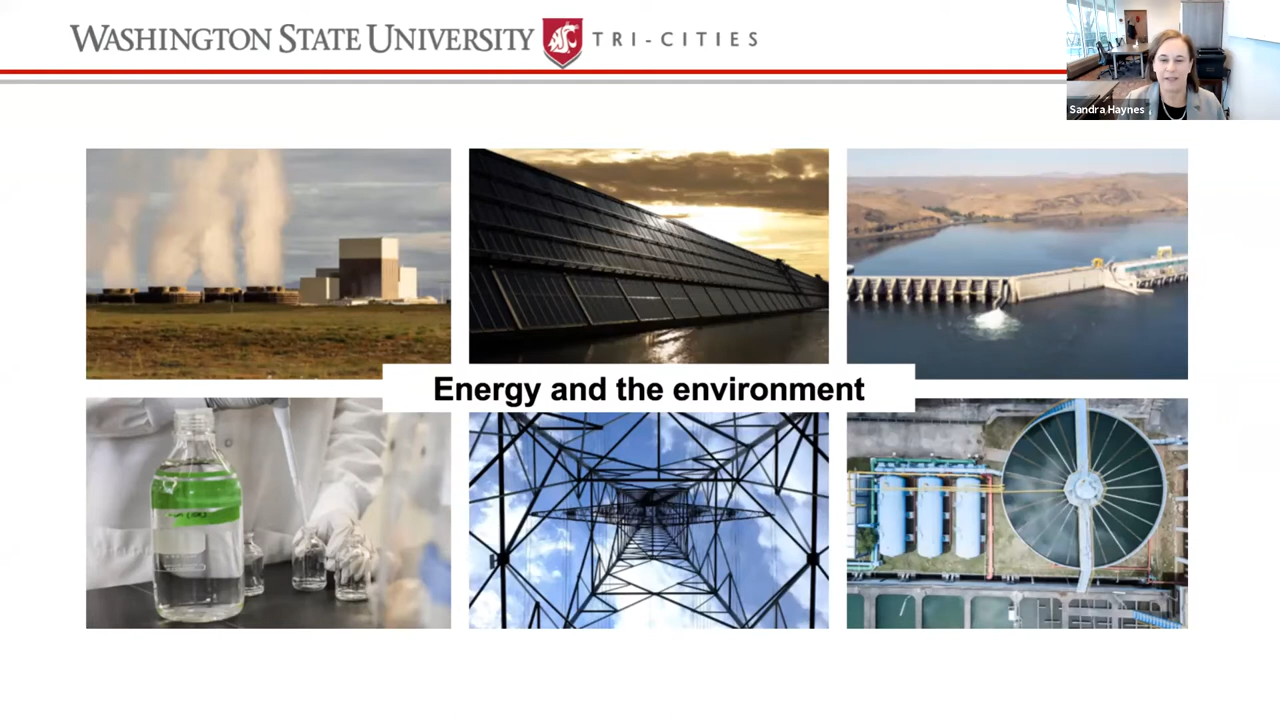 WASHINGTON STATE UNIVERSITY TRI-CITIES
Sandra Haynes
Energy and the environment